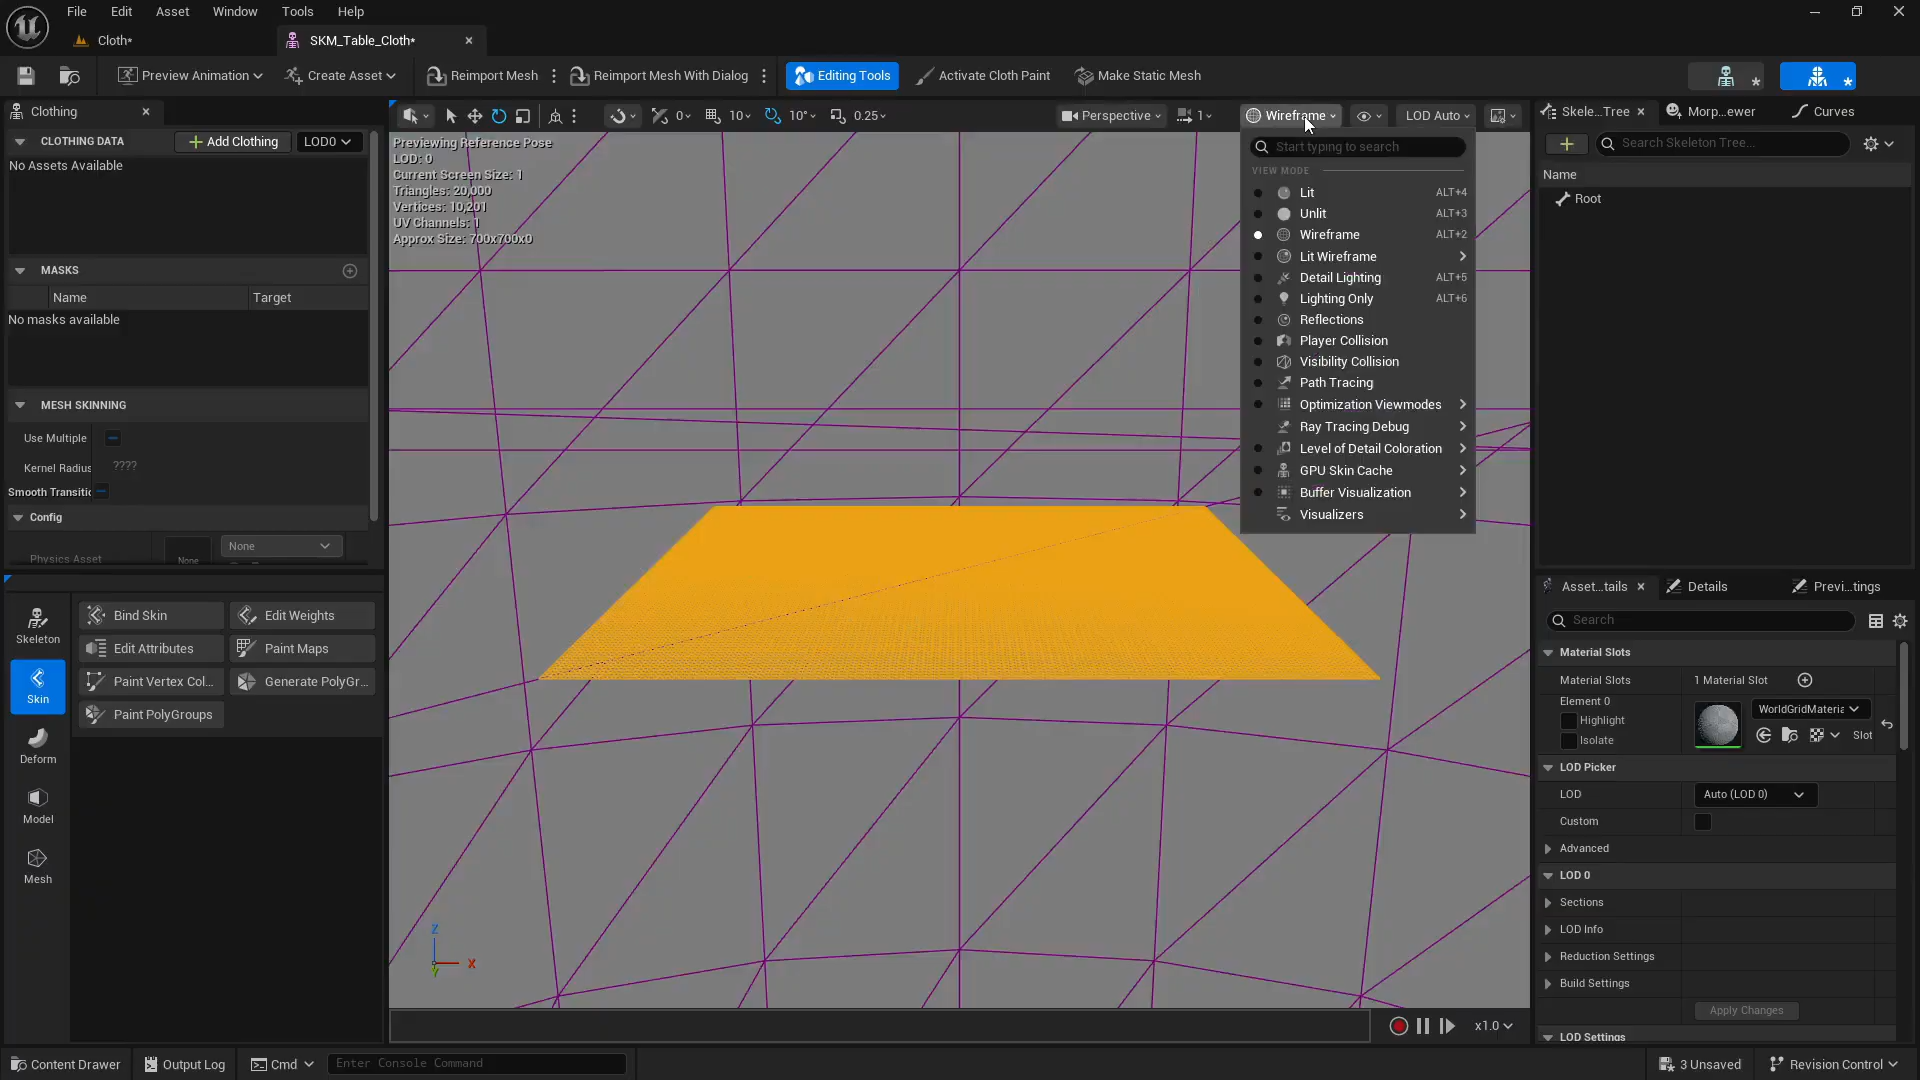 File Edit Asset Window Tools Help
Cloth* SKM_Table_Cloth*
Preview Animation Create Asset Reimport Mesh Reimport Mesh With Dialog Editing Tools Activate Cloth Paint Make Static Mesh
Clothing
CLOTHING DATA Add Clothing LOD0
No Assets Available
MASKS
Name Target
No masks available
MESH SKINNING
Use Multiple
Kernel Radius ????
Smooth Transitic
Config
Physics Asset None None
0 10 10° 0.25 Perspective 1 Wireframe LOD Auto
Previewing Reference Pose
LOD: 0
Current Screen Size: 1
Triangles: 20,000
Vertices: 10,201
UV Channels: 1
Approx Size: 700x700x0
Start typing to search
VIEW MODE
Lit ALT+4
Unlit ALT+3
Wireframe ALT+2
Lit Wireframe
Detail Lighting ALT+5
Lighting Only ALT+6
Reflections
Player Collision
Visibility Collision
Path Tracing
Optimization Viewmodes
Ray Tracing Debug
Level of Detail Coloration
GPU Skin Cache
Buffer Visualization
Visualizers
Skele...Tree Morp...ewer Curves
Search Skeleton Tree...
Name
Root
Skeleton
Skin
Deform
Model
Mesh
Bind Skin Edit Weights
Edit Attributes Paint Maps
Paint Vertex Col... Generate PolyGr...
Paint PolyGroups
Z
X
Y
x1.0
Asset...tails Details Previ...tings
Search
Material Slots
Material Slots 1 Material Slot
Element 0
Highlight
Isolate
WorldGridMateria
Slot
LOD Picker
LOD Auto (LOD 0)
Custom
Advanced
LOD 0
Sections
LOD Info
Reduction Settings
Build Settings
Apply Changes
LOD Settings
Content Drawer Output Log Cmd Enter Console Command 3 Unsaved Revision Control